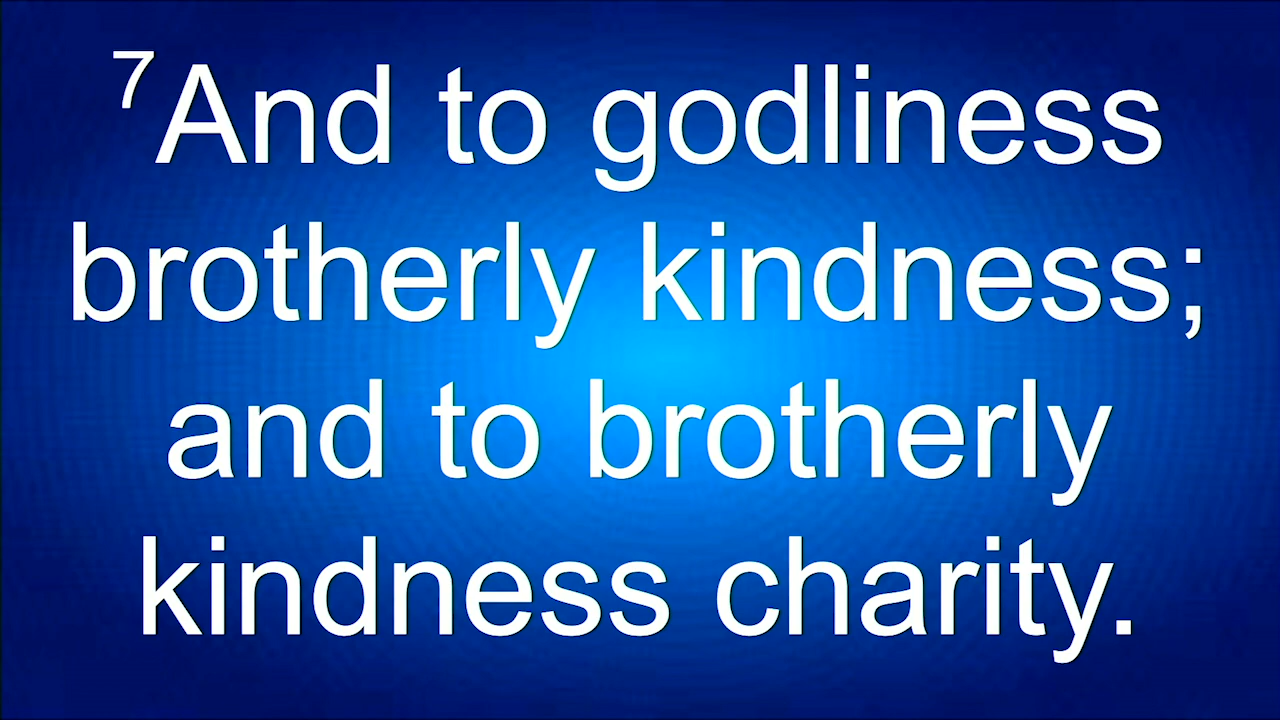 7And to godliness
brotherly kindness;
and to brotherly
kindness charity.